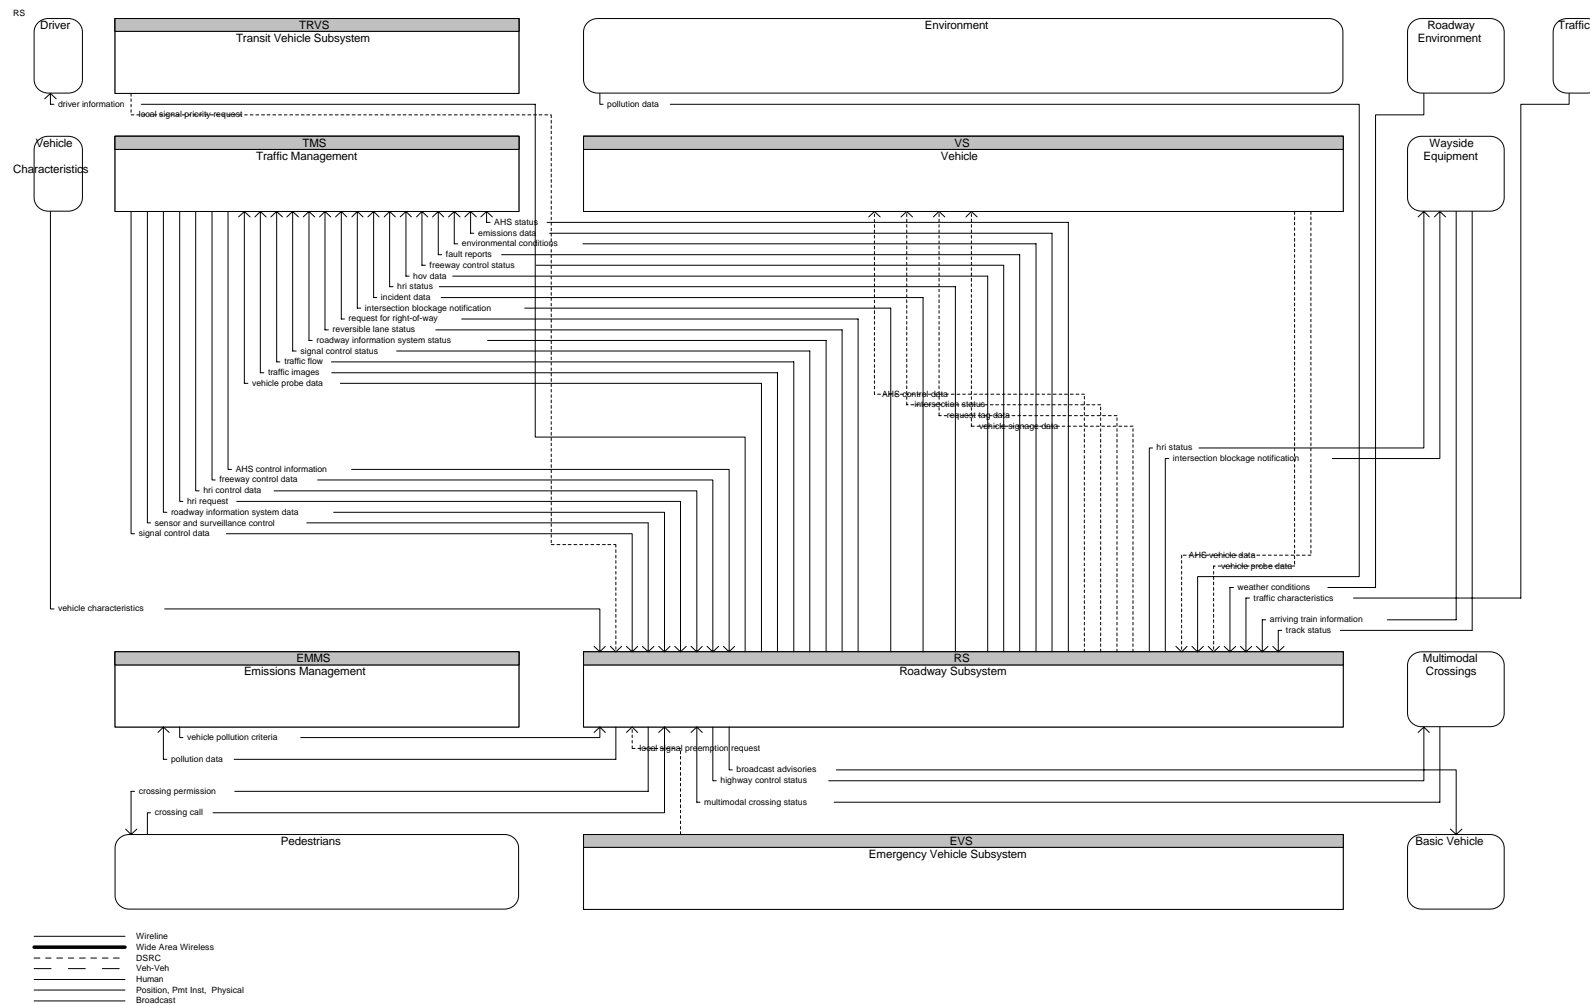 RS
Driver
TRVS
Transit Vehicle Subsystem
Environment
Roadway
Environment
Traffic
driver information
local signal priority request
pollution data
Vehicle
Characteristics
TMS
Traffic Management
VS
Vehicle
Wayside
Equipment
AHS status
emissions data
environmental conditions
fault reports
freeway control status
hov data
hri status
incident data
intersection blockage notification
request for right-of-way
reversible lane status
roadway information system status
signal control status
traffic flow
traffic images
vehicle probe data
AHS control data
intersection status
request tag data
vehicle signage data
hri status
intersection blockage notification
AHS control information
freeway control data
hri control data
hri request
roadway information system data
sensor and surveillance control
signal control data
AHS vehicle data
vehicle probe data
weather conditions
traffic characteristics
vehicle characteristics
arriving train information
track status
EMMS
Emissions Management
RS
Roadway Subsystem
Multimodal
Crossings
vehicle pollution criteria
local signal preemption request
pollution data
broadcast advisories
highway control status
crossing permission
multimodal crossing status
crossing call
Pedestrians
EVS
Emergency Vehicle Subsystem
Basic Vehicle
Wireline
Wide Area Wireless
DSRC
Veh-Veh
Human
Position, Pmt Inst, Physical
Broadcast